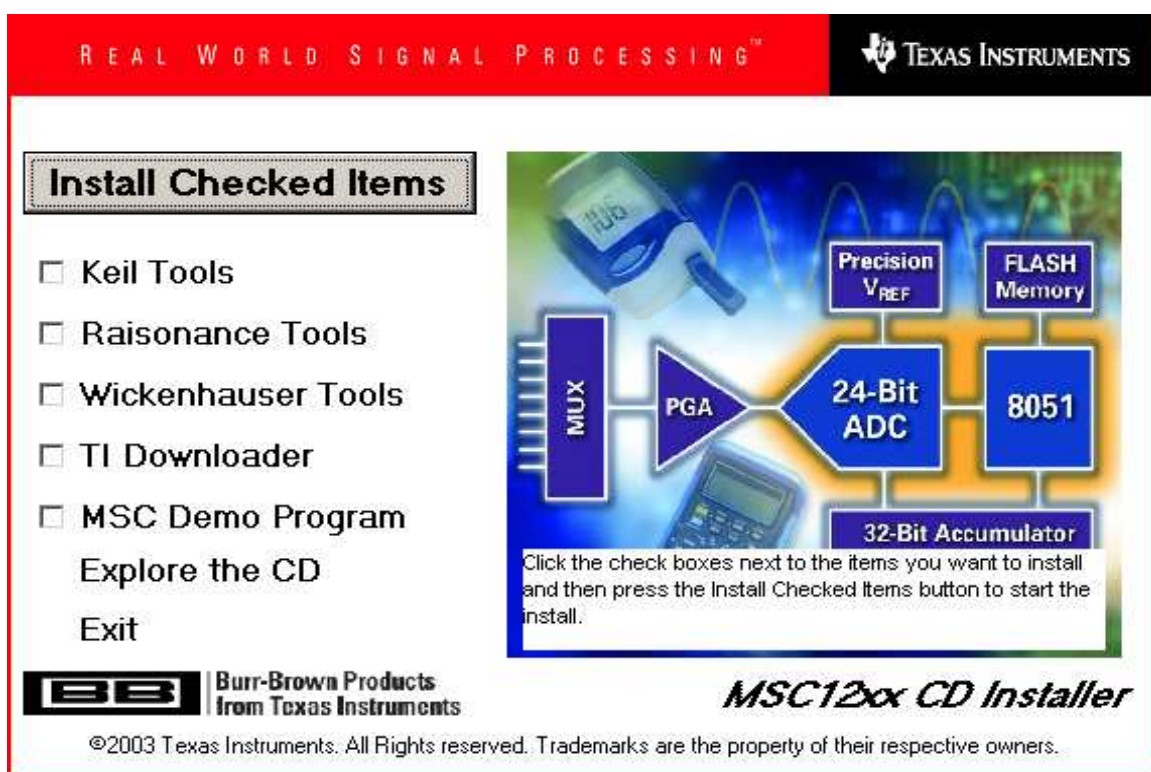 REAL WORLD SIGNAL PROCESSING™
TEXAS INSTRUMENTS
Install Checked Items
Keil Tools
Raisonance Tools
Wickenhauser Tools
TI Downloader
MSC Demo Program
Explore the CD
Exit
106
Precision
VREF
FLASH
Memory
MUX
PGA
24-Bit
ADC
8051
32-Bit Accumulator
Click the check boxes next to the items you want to install
and then press the Install Checked Items button to start the
install.
BB
Burr-Brown Products
from Texas Instruments
MSC12xx CD Installer
©2003 Texas Instruments. All Rights reserved. Trademarks are the property of their respective owners.